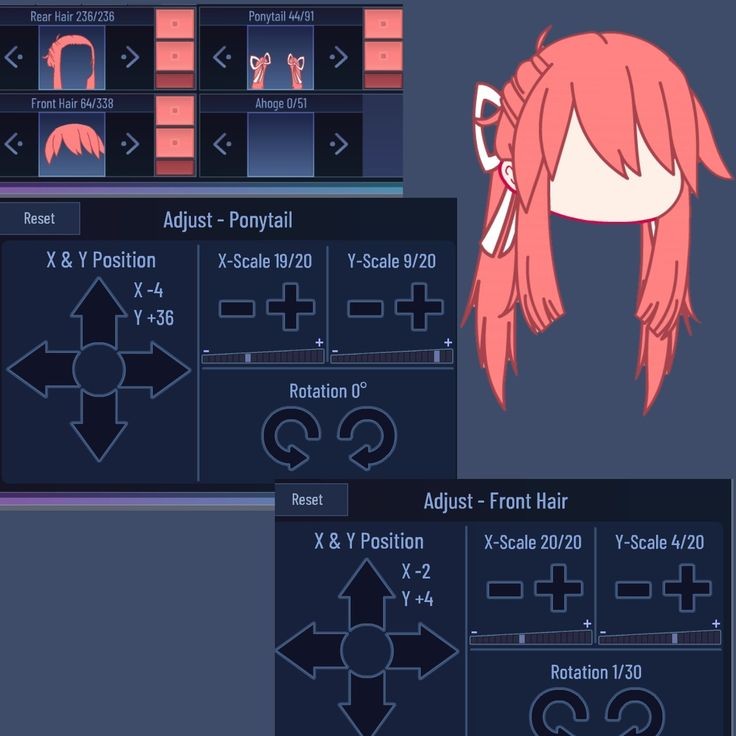 Rear Hair 236/236
Ponytail 44/91
Front Hair 64/338
Ahoge 0/51
Reset
Adjust - Ponytail
X & Y Position
X -4
Y +36
X-Scale 19/20
Y-Scale 9/20
- +
- +
Rotation 0°
Reset
Adjust - Front Hair
X & Y Position
X -2
Y +4
X-Scale 20/20
Y-Scale 4/20
- +
- +
Rotation 1/30